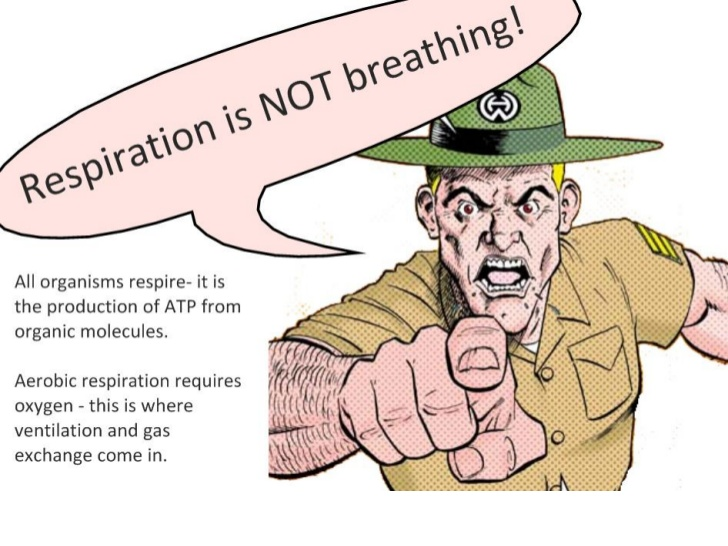 Respiration is NOT breathing!
All organisms respire- it is
the production of ATP from
organic molecules.
Aerobic respiration requires
oxygen - this is where
ventilation and gas
exchange come in.